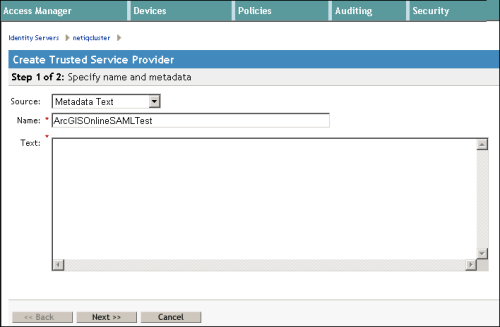 Access Manager Devices Policies Auditing Security
Identity Servers netiqcluster
Create Trusted Service Provider
Step 1 of 2: Specify name and metadata
Source: Metadata Text
Name: * ArcGISOnlineSAMLTest
Text: *
<< Back Next >> Cancel